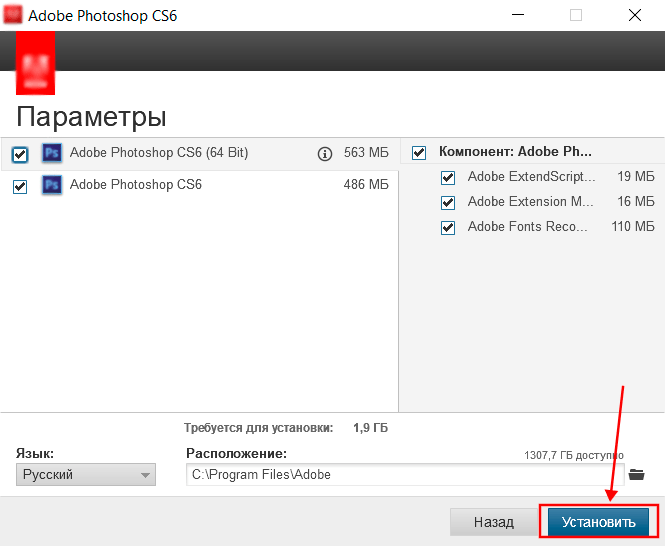 Adobe Photoshop CS6
Параметры
Ps Adobe Photoshop CS6 (64 Bit) 563 МБ
Ps Adobe Photoshop CS6 486 МБ
Компонент: Adobe Ph...
Adobe ExtendScript... 19 МБ
Adobe Extension M... 16 МБ
Adobe Fonts Reco... 110 МБ
Требуется для установки: 1,9 ГБ
Язык:
Русский
Расположение: 1307,7 ГБ доступно
C:\Program Files\Adobe
Назад Установить